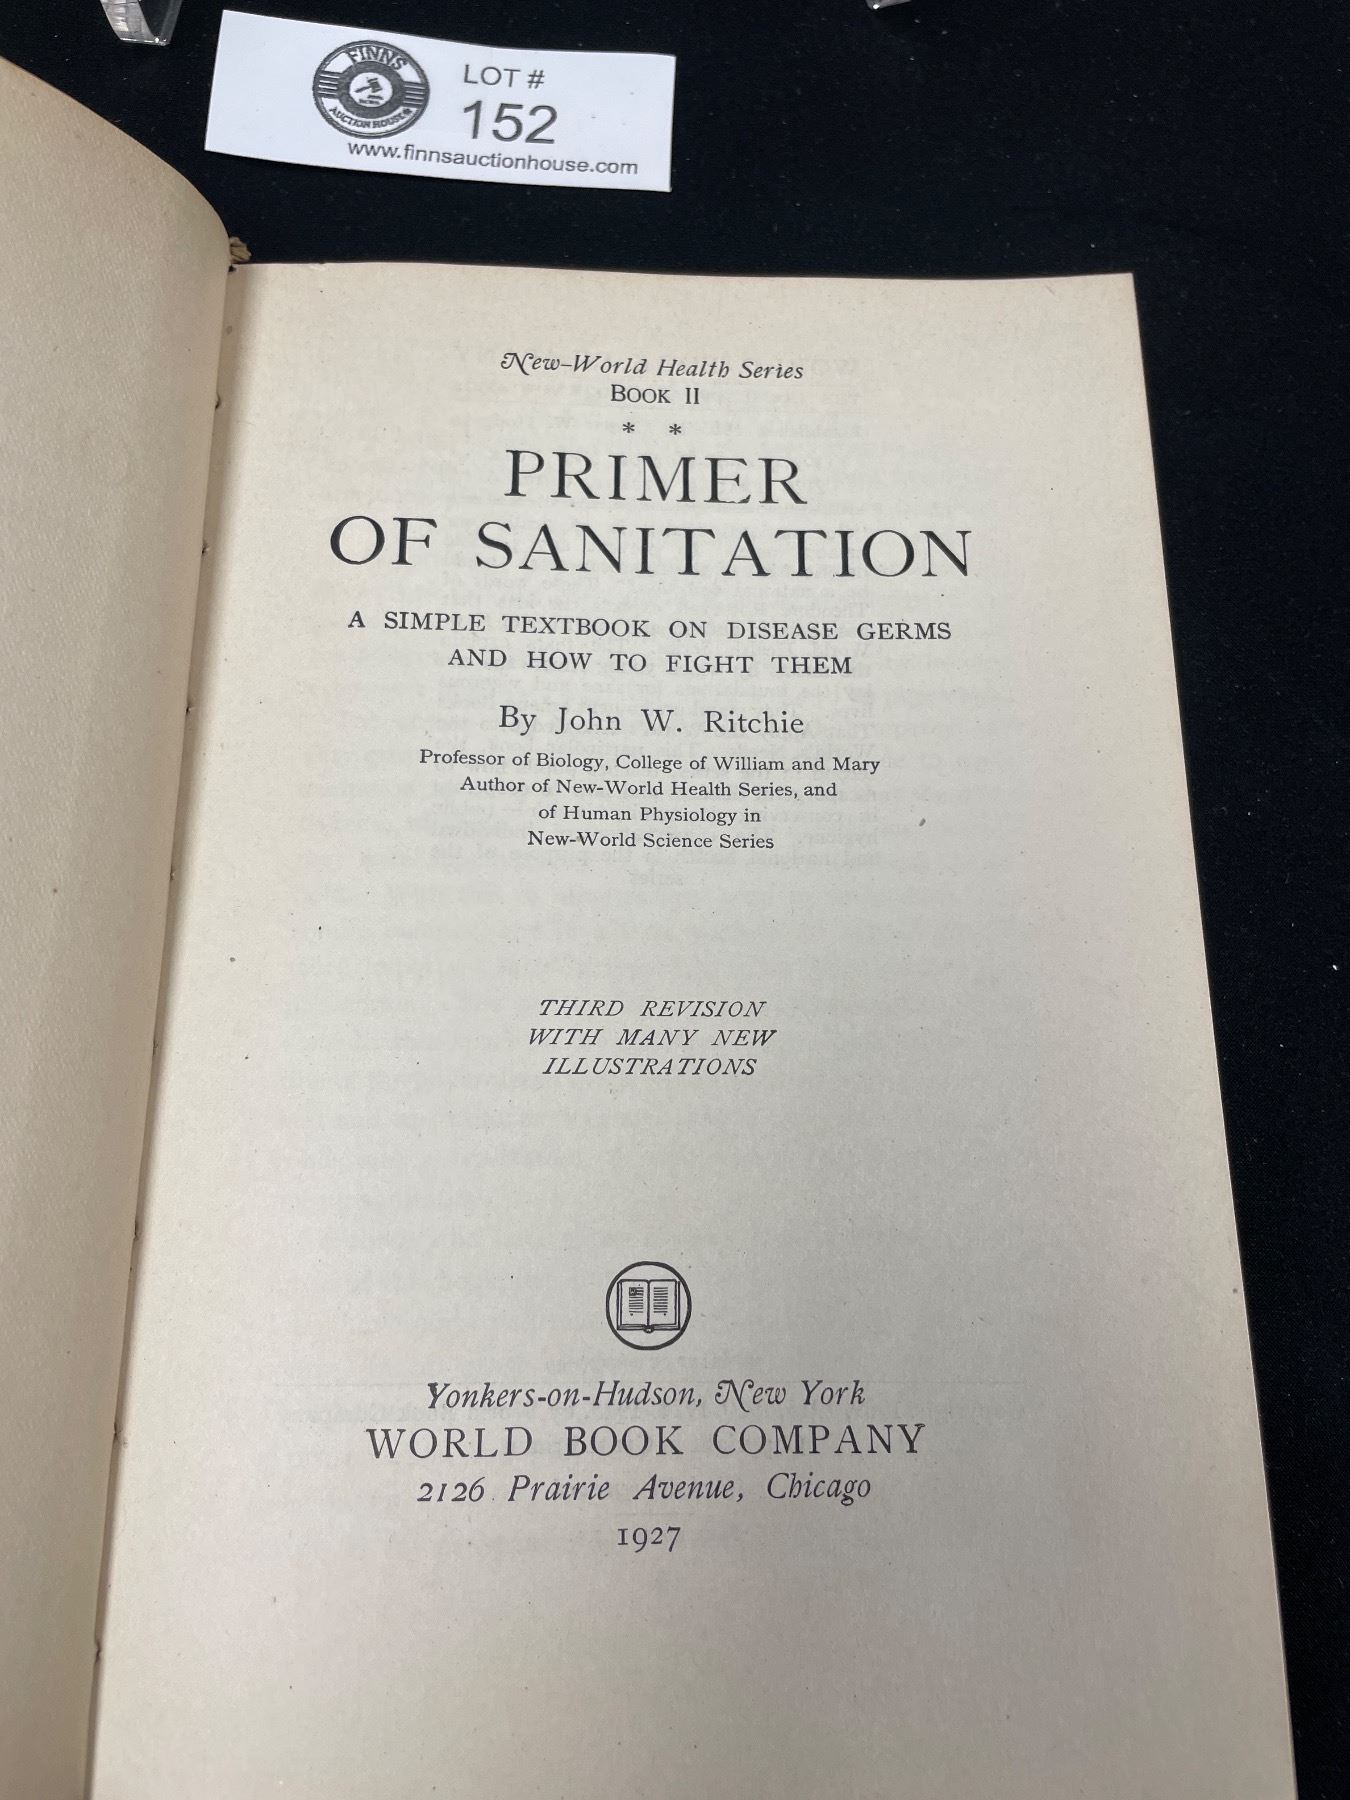 FINNS
AUCTION HOUSE
LOT #
152
www.finnsauctionhouse.com
New-World Health Series
BOOK II
* *
PRIMER
OF SANITATION
A SIMPLE TEXTBOOK ON DISEASE GERMS
AND HOW TO FIGHT THEM
By John W. Ritchie
Professor of Biology, College of William and Mary
Author of New-World Health Series, and
of Human Physiology in
New-World Science Series
THIRD REVISION
WITH MANY NEW
ILLUSTRATIONS
Yonkers-on-Hudson, New York
WORLD BOOK COMPANY
2126 Prairie Avenue, Chicago
1927